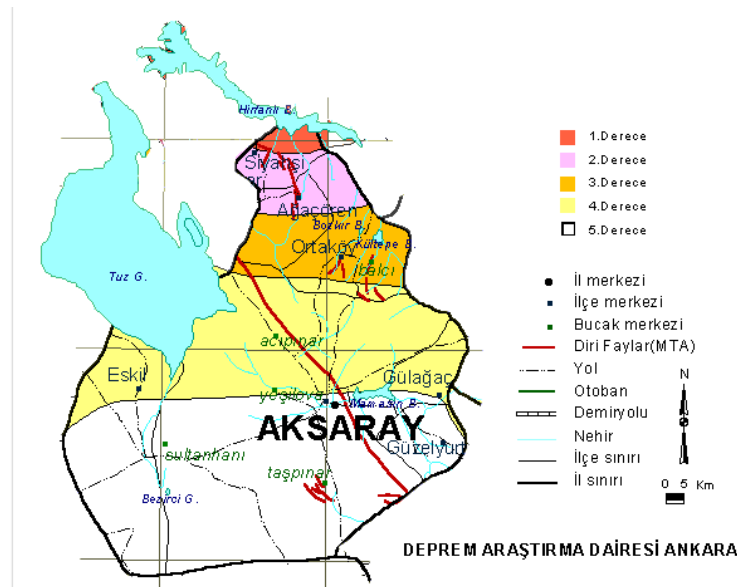 Hirfanlı B.
1.Derece
2.Derece
3.Derece
4.Derece
5.Derece
Ağaçören
Bozkır B.
Ortaköy
Kültepe B.
balcı
Tuz G.
İl merkezi
İlçe merkezi
Bucak merkezi
Diri Faylar(MTA)
Yol
Otoban
Demiryolu
Nehir
İlçe sınırı
İl sınırı
N
0 5 Km
acıpınar
Eskil
yeşilova
Gülağaç
Mamasın B.
AKSARAY
Güzelyurt
sultanhanı
taşpınar
Bezirci G.
DEPREM ARAŞTIRMA DAİRESİ ANKARA